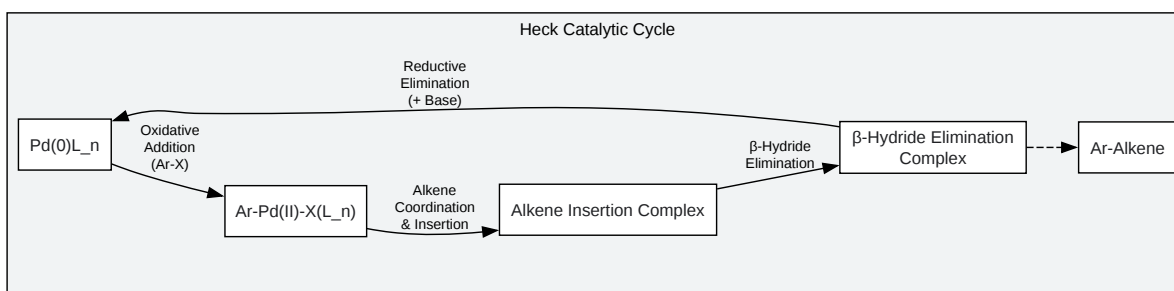 Heck Catalytic Cycle
Reductive
Elimination
(+ Base)
Pd(0)L_n
Oxidative
Addition
(Ar-X)
Ar-Pd(II)-X(L_n)
Alkene
Coordination
& Insertion
Alkene Insertion Complex
β-Hydride
Elimination
β-Hydride Elimination
Complex
Ar-Alkene